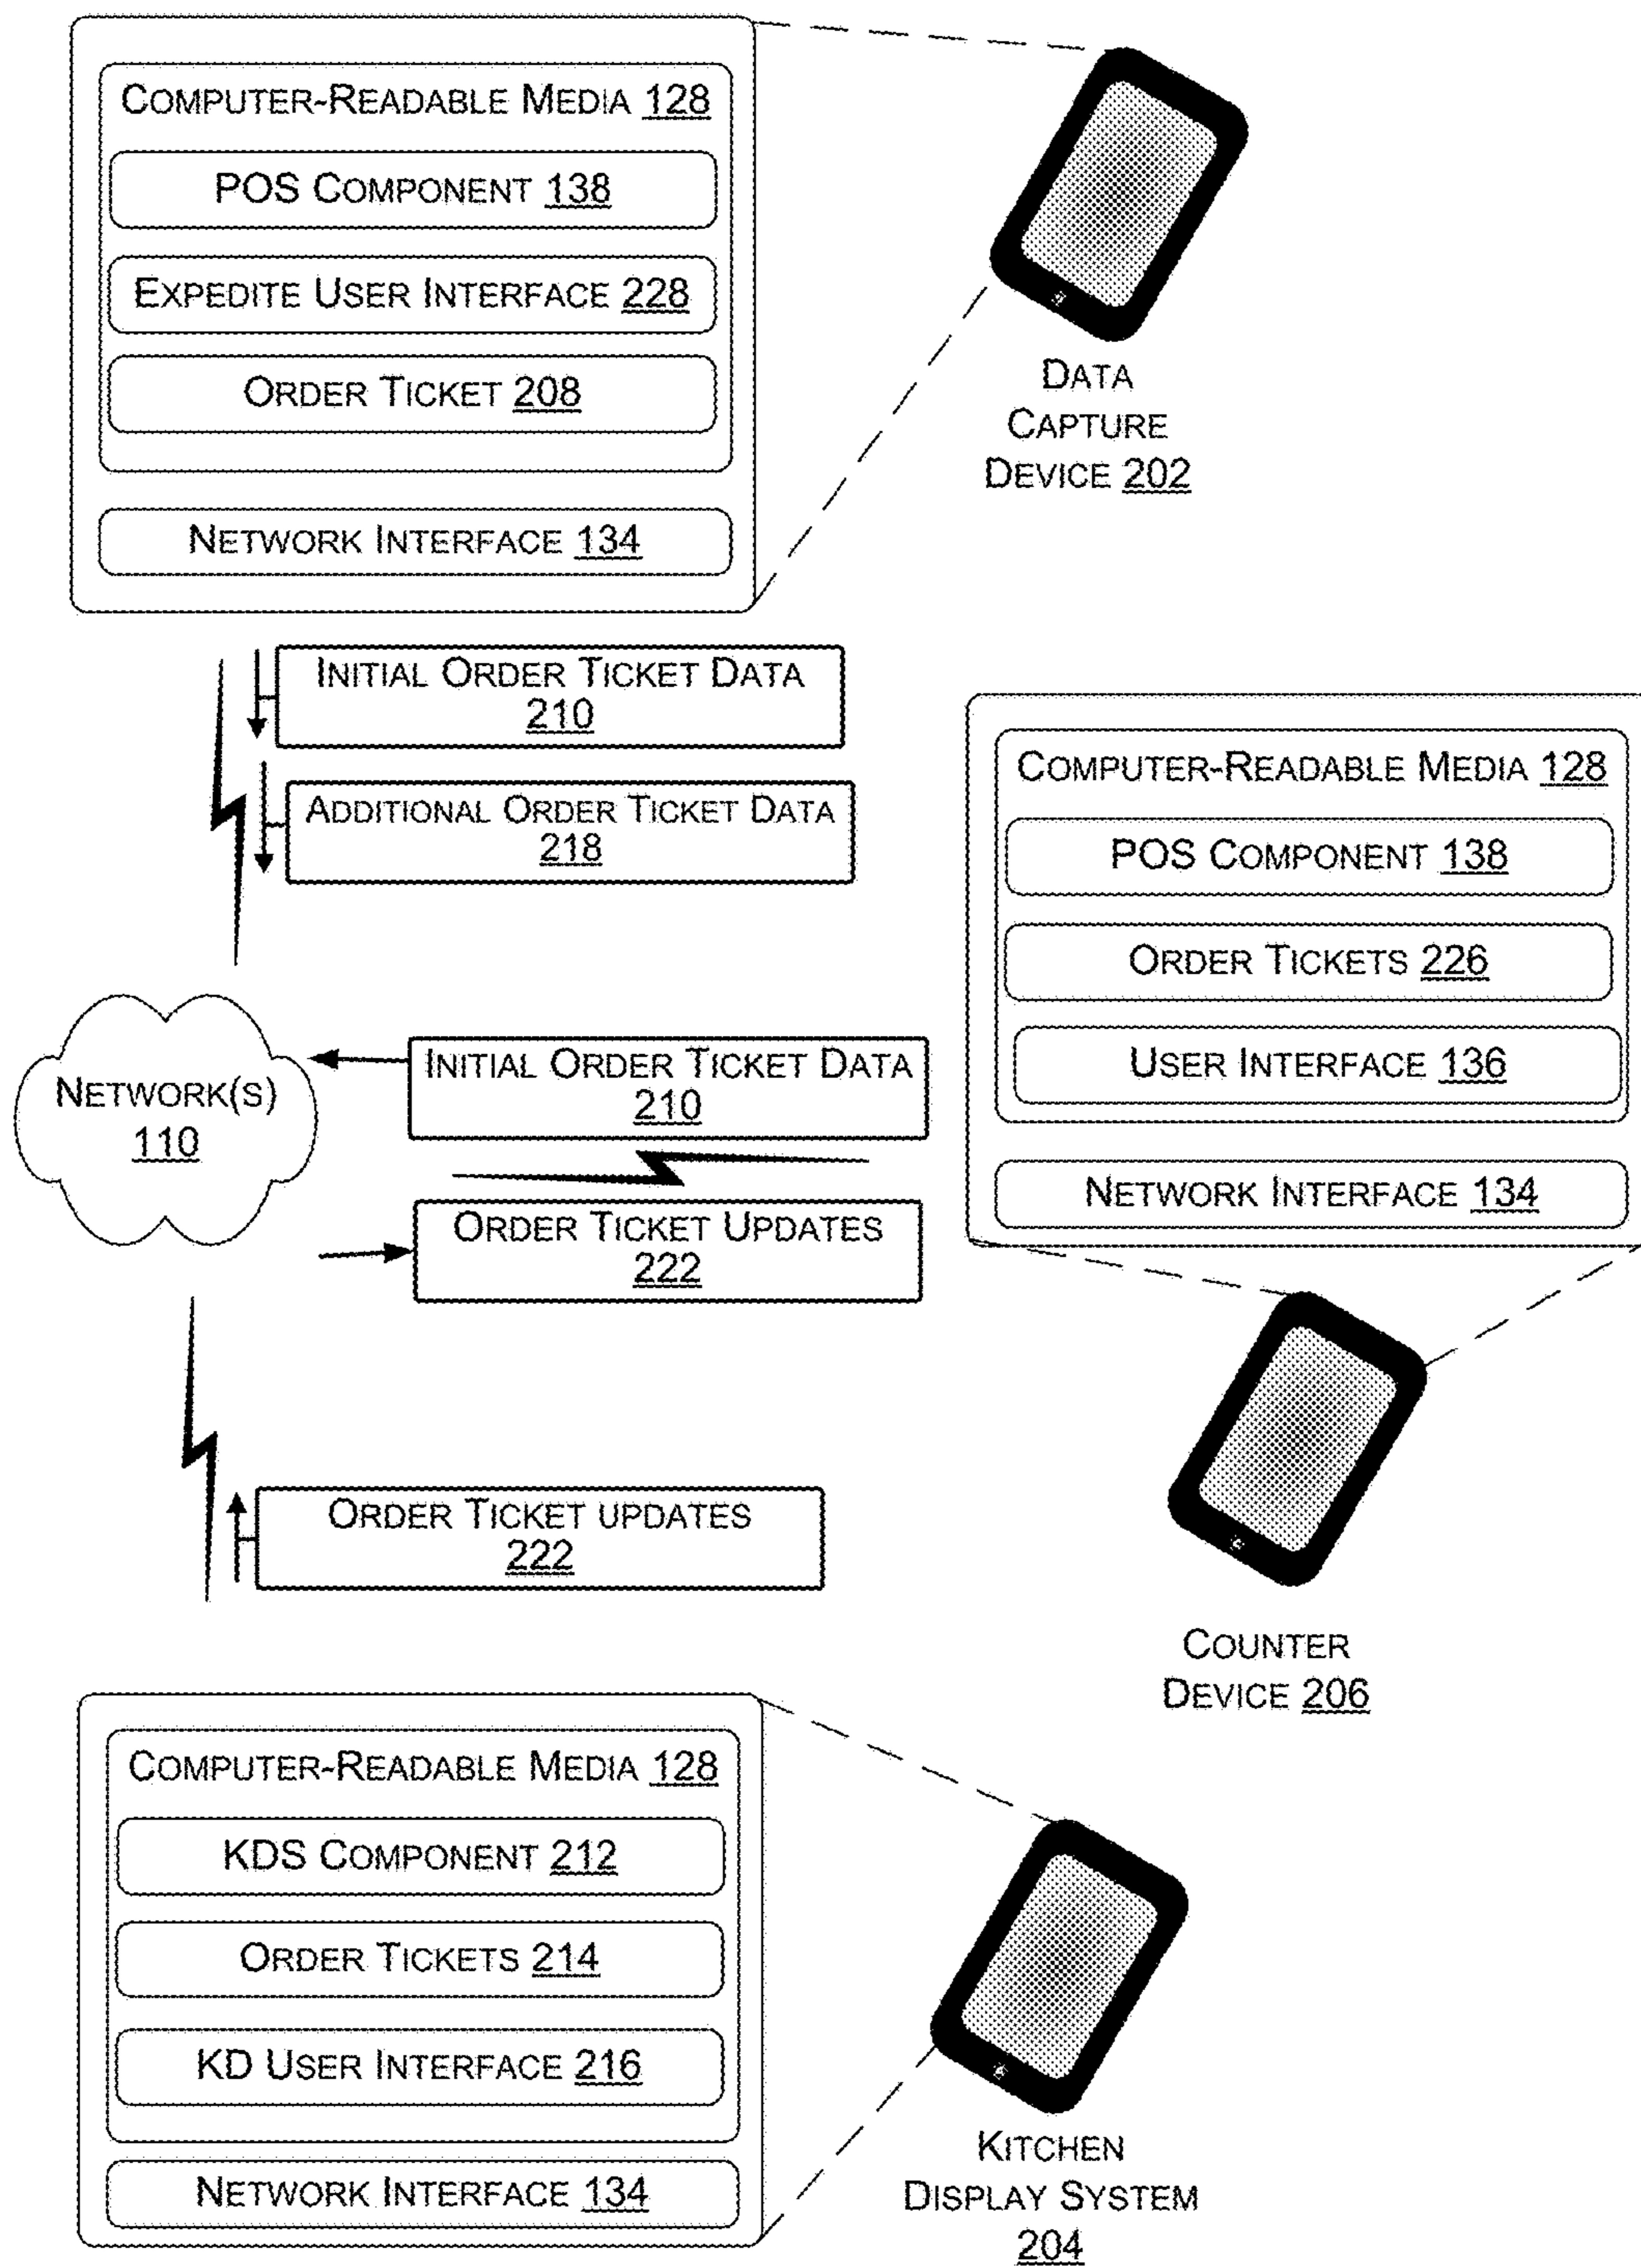 COMPUTER-READABLE MEDIA 128
POS COMPONENT 138
EXPEDITE USER INTERFACE 228
ORDER TICKET 208
NETWORK INTERFACE 134
DATA
CAPTURE
DEVICE 202
INITIAL ORDER TICKET DATA
210
ADDITIONAL ORDER TICKET DATA
218
COMPUTER-READABLE MEDIA 128
POS COMPONENT 138
ORDER TICKETS 226
USER INTERFACE 136
NETWORK INTERFACE 134
NETWORK(S)
110
INITIAL ORDER TICKET DATA
210
ORDER TICKET UPDATES
222
COUNTER
DEVICE 206
ORDER TICKET UPDATES
222
COMPUTER-READABLE MEDIA 128
KDS COMPONENT 212
ORDER TICKETS 214
KD USER INTERFACE 216
NETWORK INTERFACE 134
KITCHEN
DISPLAY SYSTEM
204